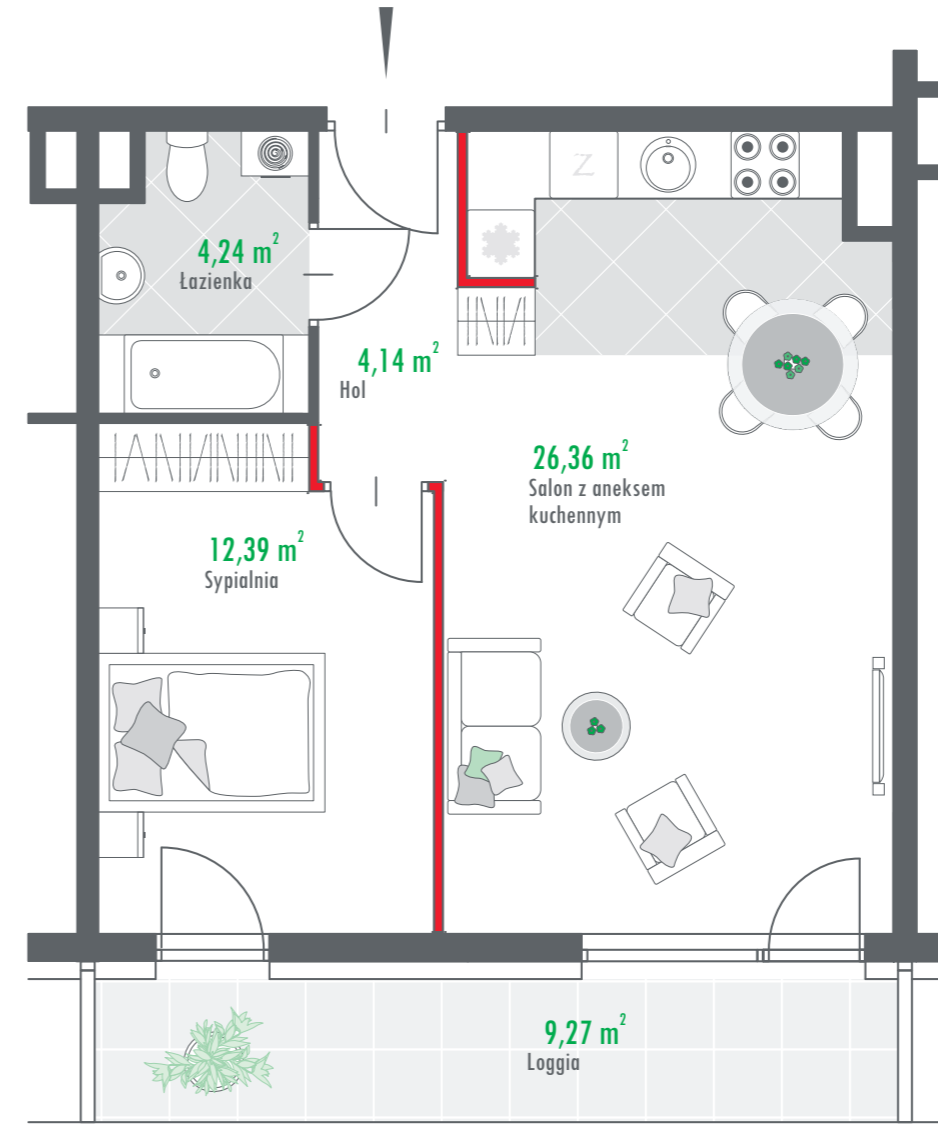 4,24 m²
Łazienka
4,14 m²
Hol
Z
26,36 m²
Salon z aneksem
kuchennym
12,39 m²
Sypialnia
9,27 m²
Loggia